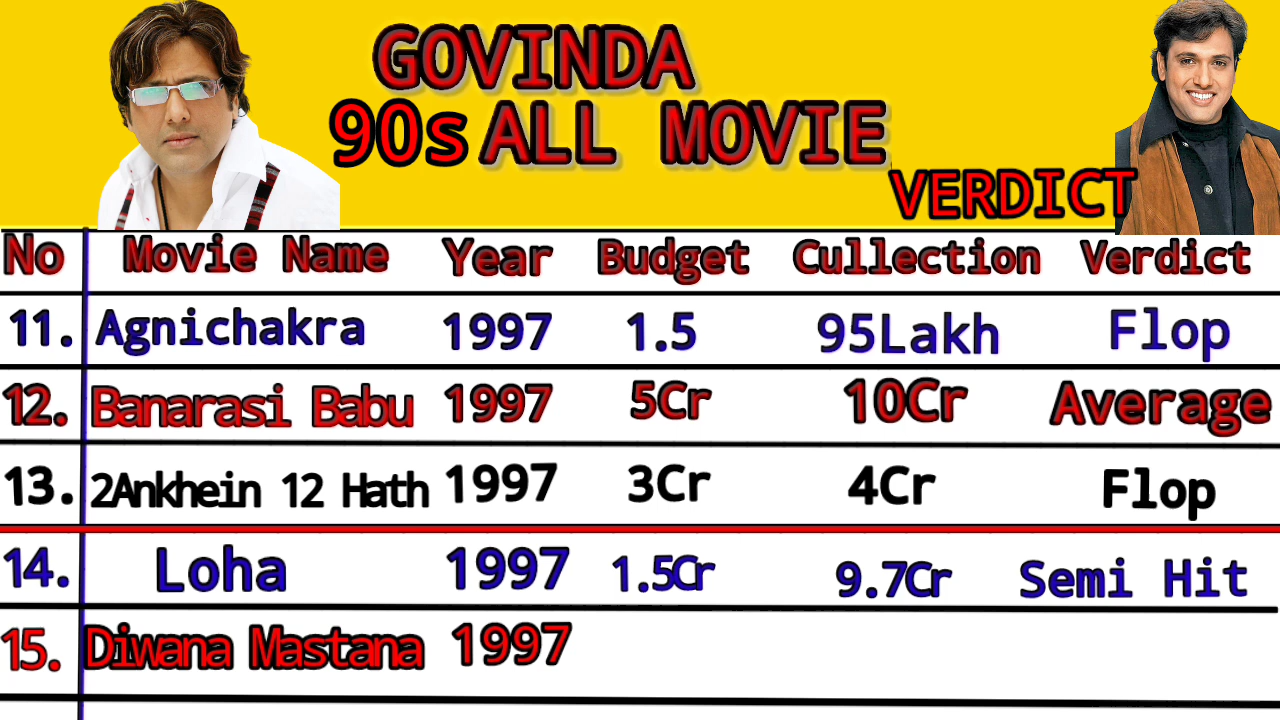 GOVINDA
90s ALL MOVIE
VERDICT
No Movie Name Year Budget Cullection Verdict
11. Agnichakra 1997 1.5 95Lakh Flop
12. Banarasi Babu 1997 5Cr 10Cr Average
13. 2Ankhein 12 Hath 1997 3Cr 4Cr Flop
14. Loha 1997 1.5Cr 9.7Cr Semi Hit
15. Diwana Mastana 1997